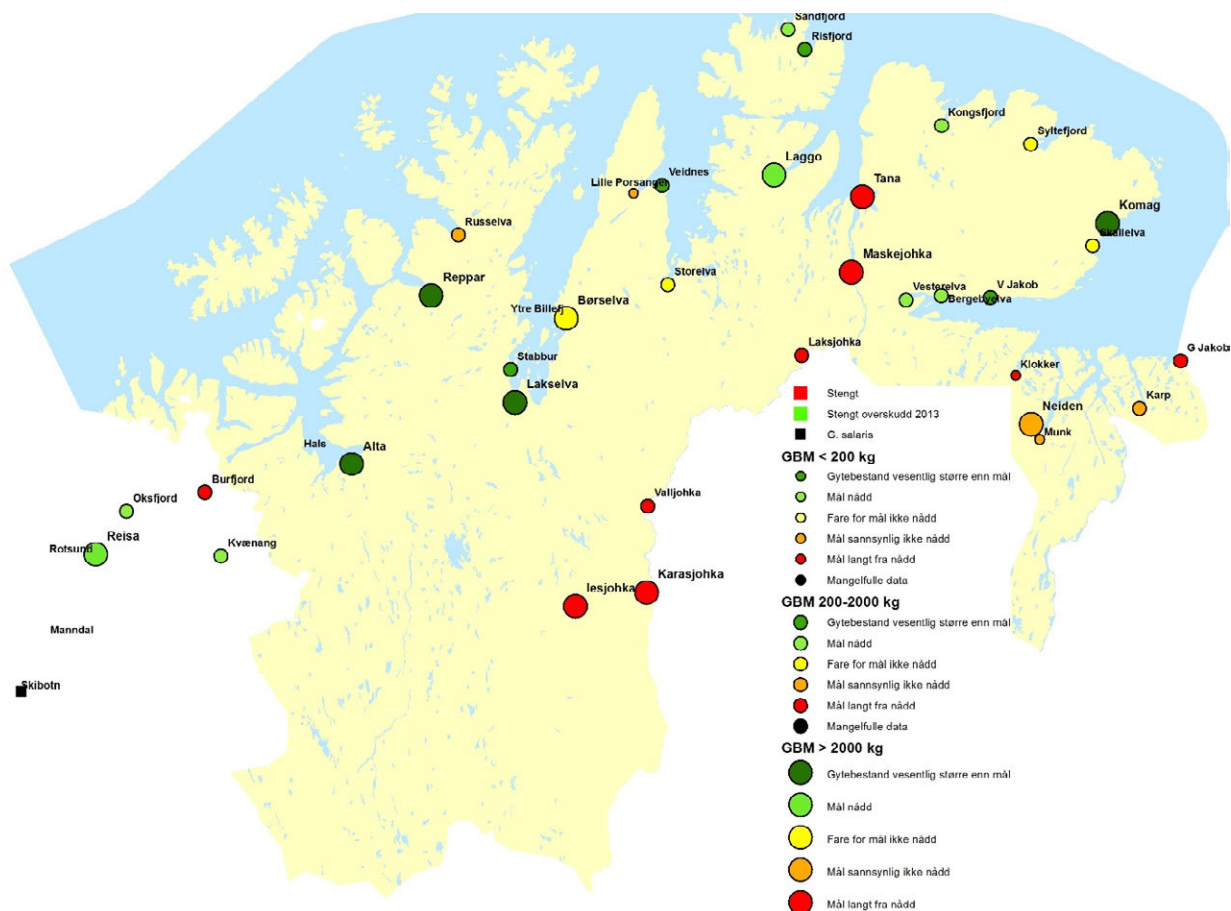 Sandfjord
Risfjord
Kongsfjord
Syltefjord
Laggo
Veidnes
Lille Porsanger
Tana
Komag
Skallelva
Russelva
Maskejohka
Reppar
Storelva
Børselva
Ytre Billefj
Vesterelva
Bergebyelva
V Jakob
Stabbur
Lakselva
Laksjohka
G Jakobs
Klokker
Karp
Neiden
Munk
Hals
Alta
Burfjord
Oksfjord
Reisa
Rotsund
Kvænang
Valljohka
Karasjohka
Iesjohka
Manndal
Skibotn
Stengt
Stengt overskudd 2013
G. salaris
GBM < 200 kg
Gytebestand vesentlig større enn mål
Mål nådd
Fare for mål ikke nådd
Mål sannsynlig ikke nådd
Mål langt fra nådd
Mangelfulle data
GBM 200-2000 kg
Gytebestand vesentlig større enn mål
Mål nådd
Fare for mål ikke nådd
Mål sannsynlig ikke nådd
Mål langt fra nådd
Mangelfulle data
GBM > 2000 kg
Gytebestand vesentlig større enn mål
Mål nådd
Fare for mål ikke nådd
Mål sannsynlig ikke nådd
Mål langt fra nådd